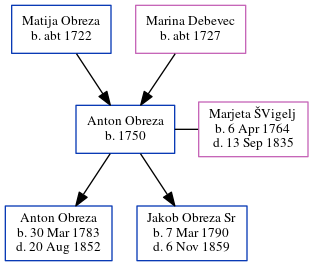 Matija Obreza
b. abt 1722
Marina Debevec
b. abt 1727
Anton Obreza
b. 1750
Marjeta ŠVigelj
b. 6 Apr 1764
d. 13 Sep 1835
Anton Obreza
b. 30 Mar 1783
d. 20 Aug 1852
Jakob Obreza Sr
b. 7 Mar 1790
d. 6 Nov 1859